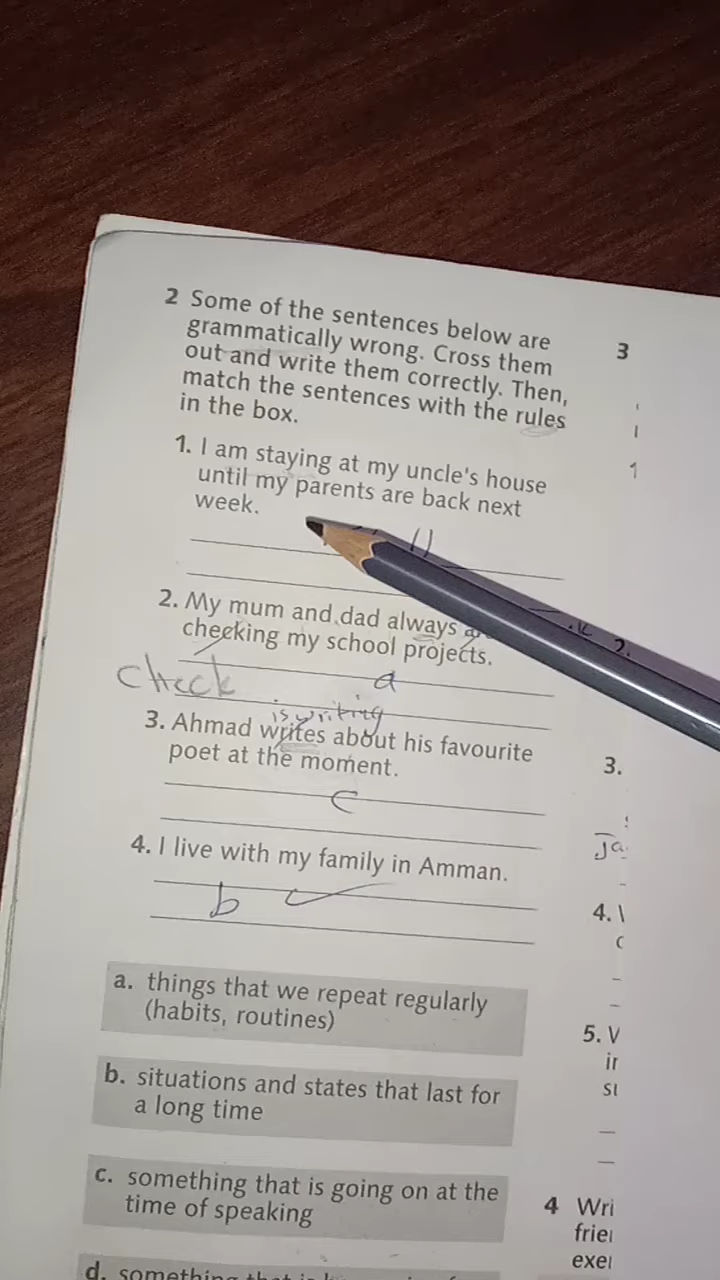 2 Some of the sentences below are
grammatically wrong. Cross them
out and write them correctly. Then,
match the sentences with the rules
in the box.
1. I am staying at my uncle's house
until my parents are back next
week.
2. My mum and dad always
checking my school projects.
check
a
is writing
3. Ahmad writes about his favourite
poet at the moment.
c
4. I live with my family in Amman.
b
a. things that we repeat regularly
(habits, routines)
b. situations and states that last for
a long time
c. something that is going on at the
time of speaking
d. something that
3
1
2.
3.
4.
5.
4 Wri